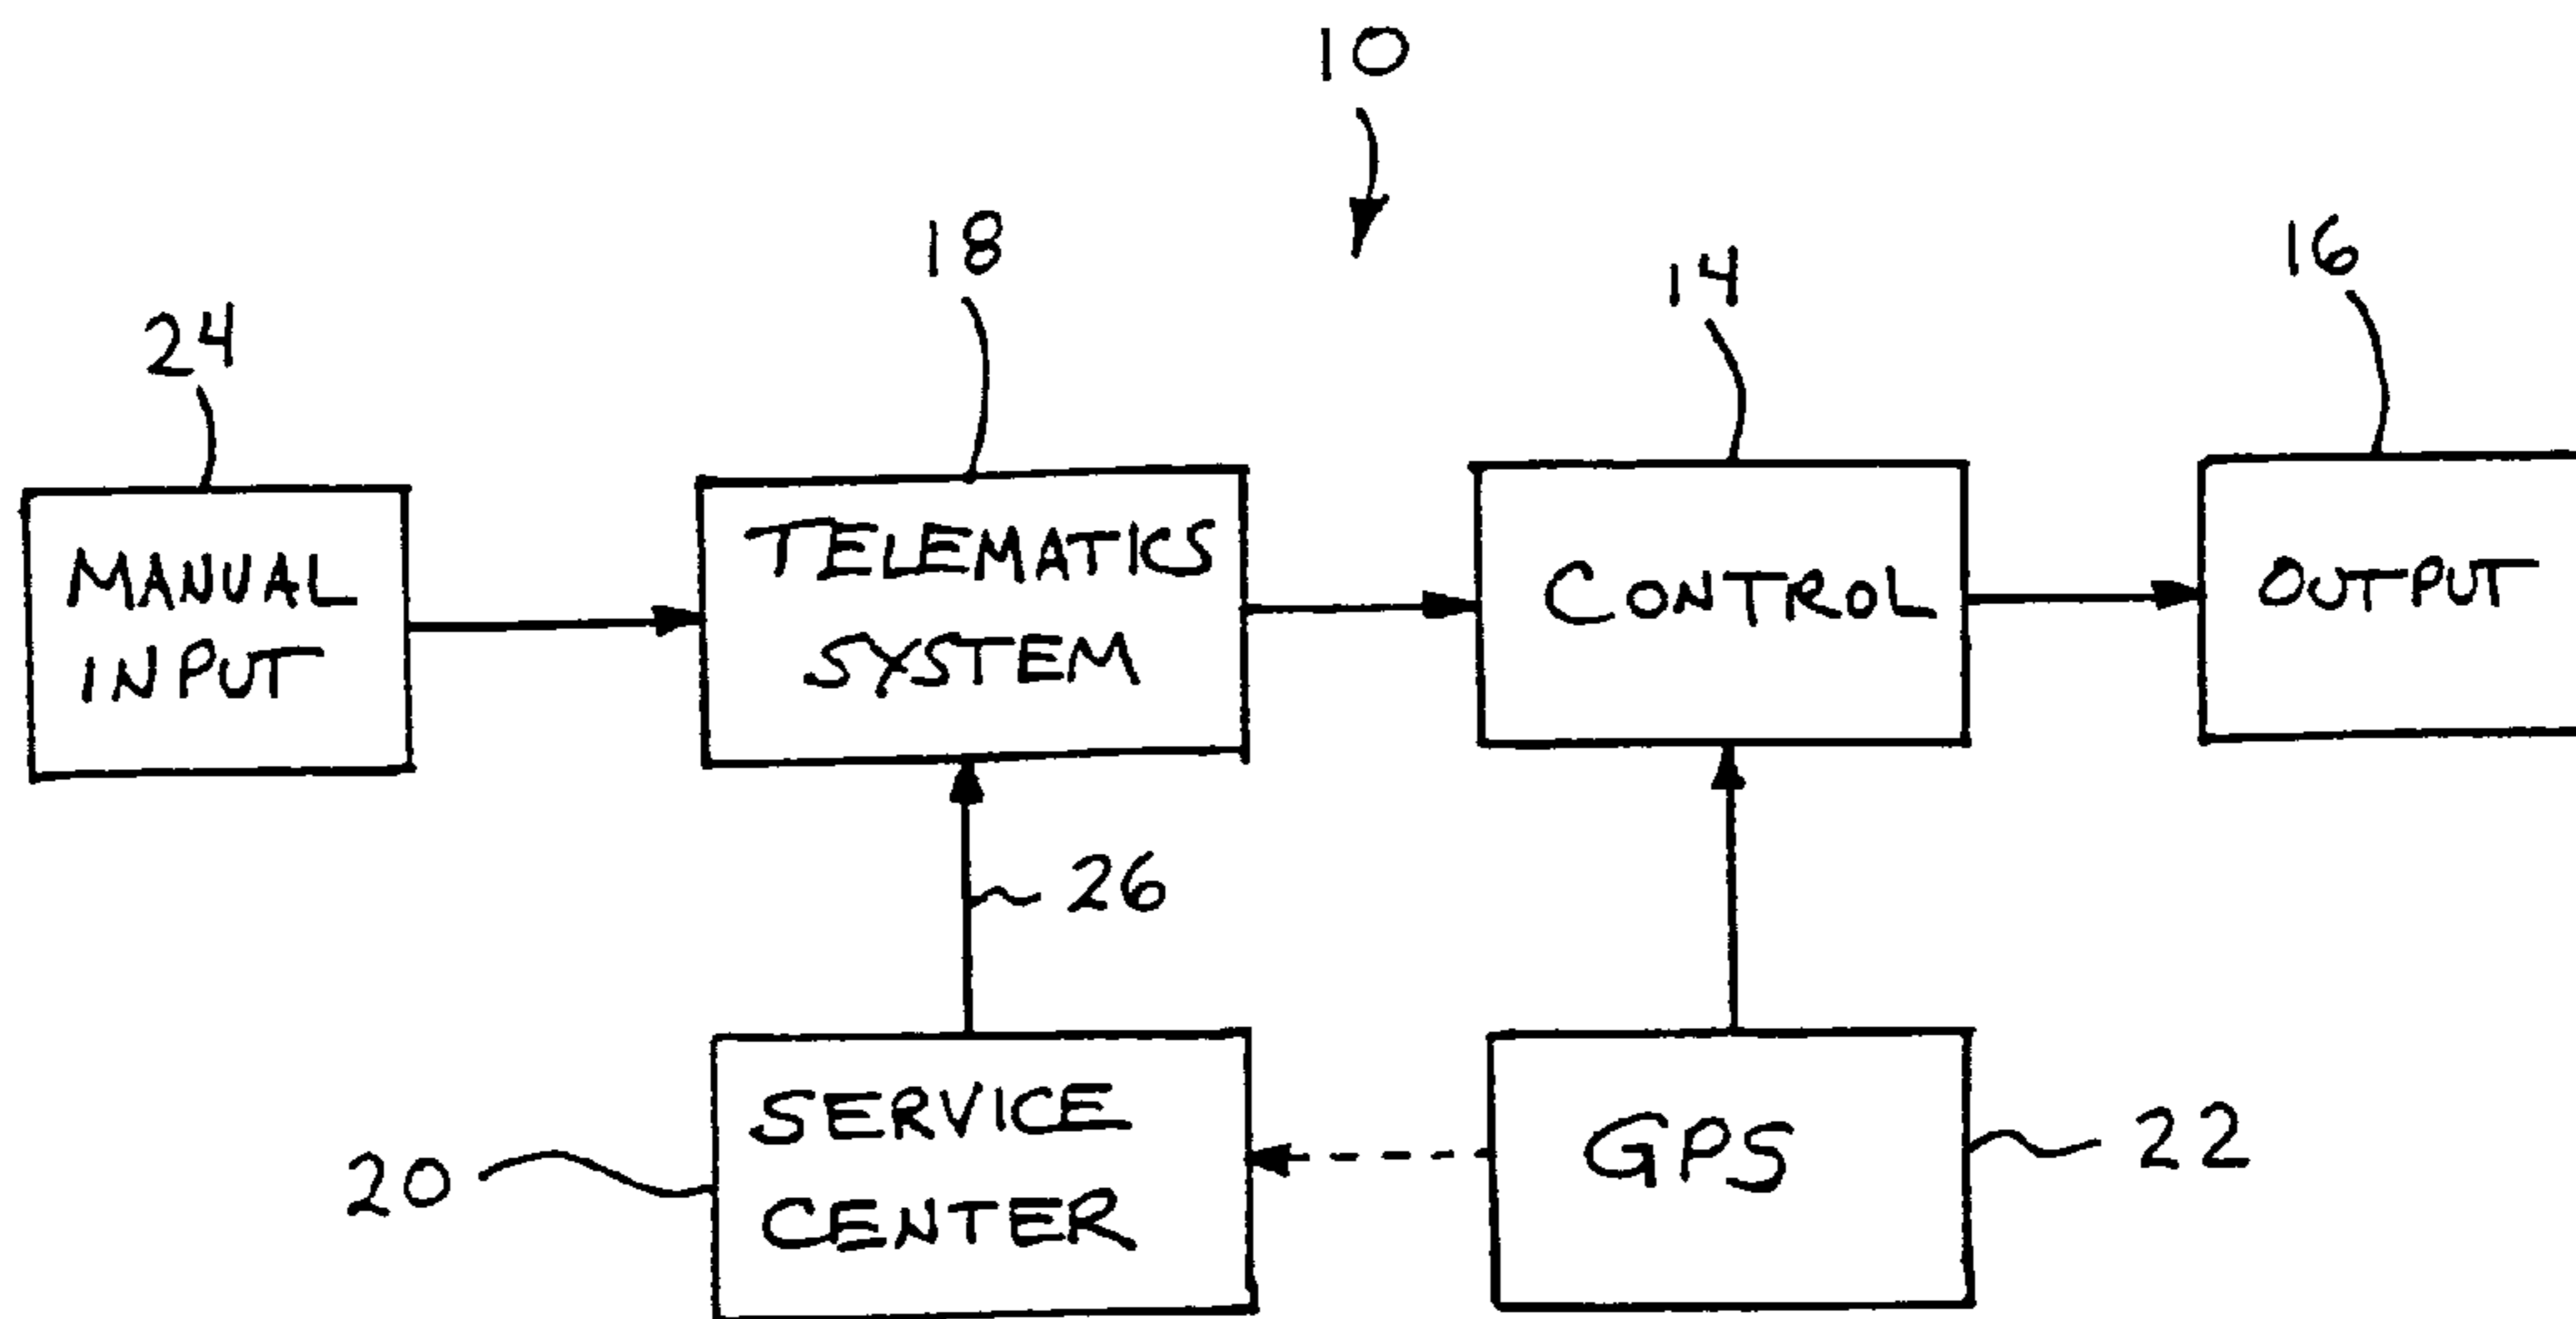 10
18
14
16
24
MANUAL
INPUT
TELEMATICS
SYSTEM
CONTROL
OUTPUT
26
SERVICE
CENTER
GPS
20
22